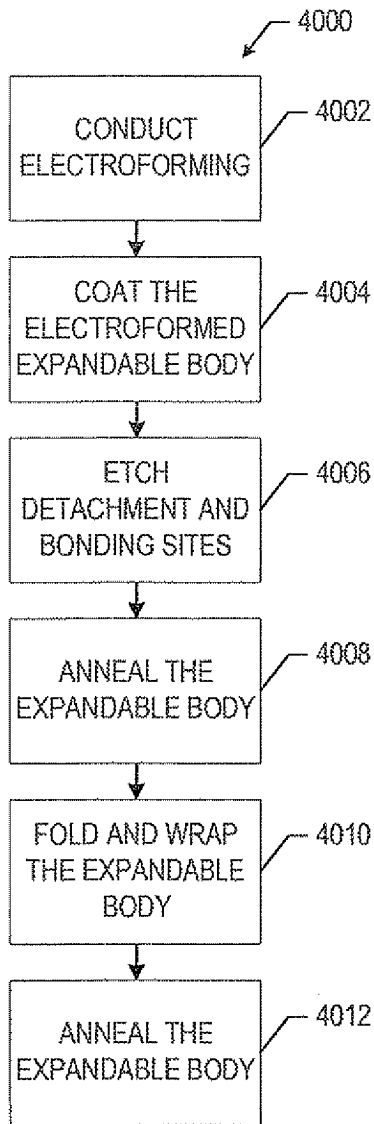 4000
CONDUCT
ELECTROFORMING
4002
COAT THE
ELECTROFORMED
EXPANDABLE BODY
4004
ETCH
DETACHMENT AND
BONDING SITES
4006
ANNEAL THE
EXPANDABLE BODY
4008
FOLD AND WRAP
THE EXPANDABLE
BODY
4010
ANNEAL THE
EXPANDABLE BODY
4012